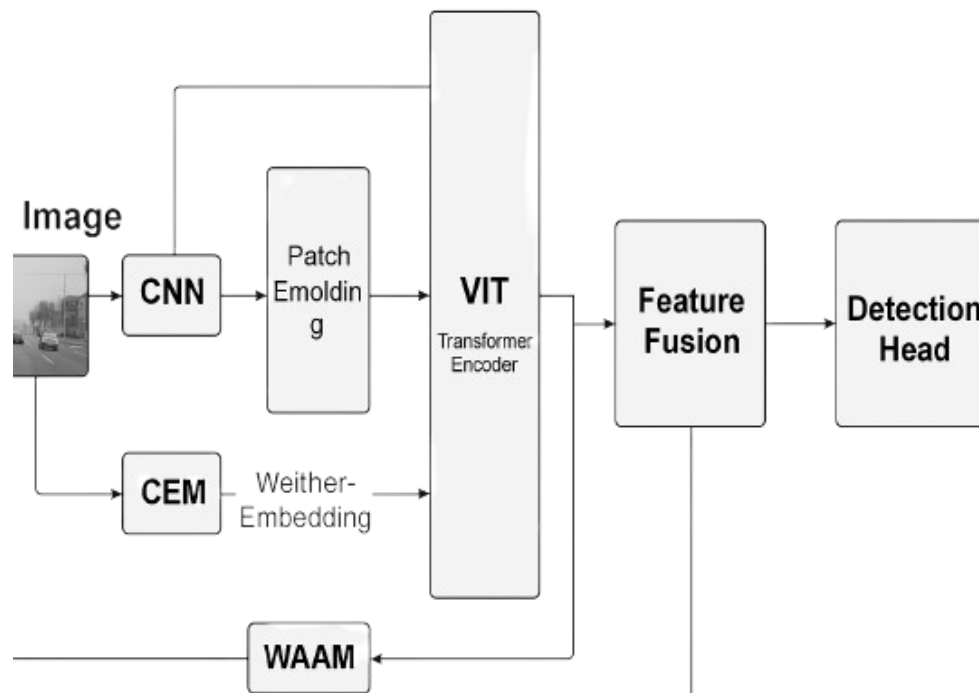 Image
CNN
Patch
Emoldin
g
VIT
Transformer
Encoder
Feature
Fusion
Detection
Head
CEM
Weither-
Embedding
WAAM